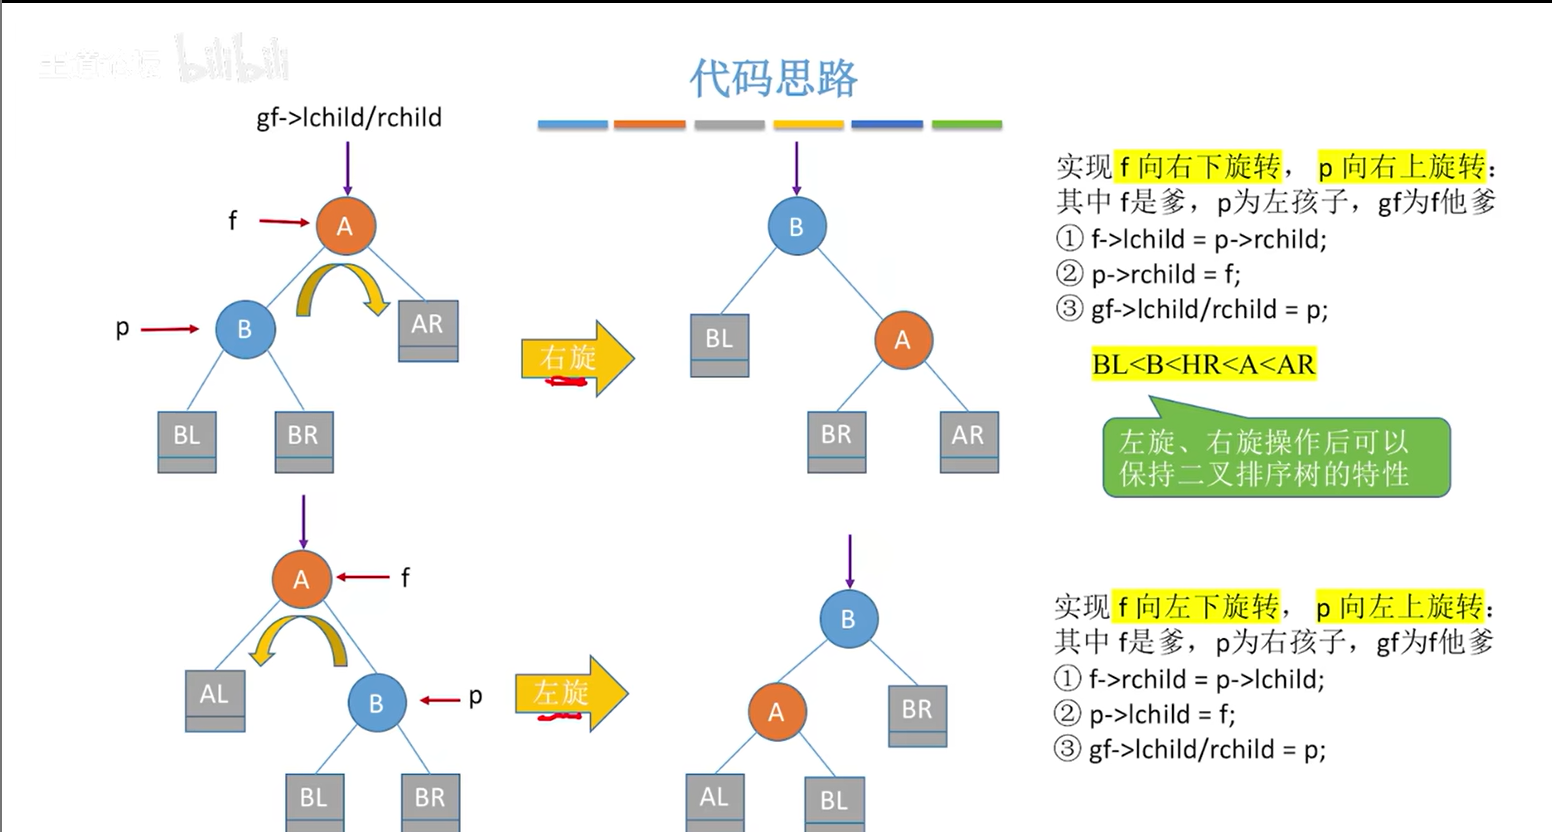 王道论坛 bilibili
代码思路
gf->lchild/rchild
f
A
p
B
AR
BL
BR
右旋
B
BL
A
BR
AR
实现 f 向右下旋转， p 向右上旋转：
其中 f是爹，p为左孩子，gf为f他爹
① f->lchild = p->rchild;
② p->rchild = f;
③ gf->lchild/rchild = p;
BL<B<HR<A<AR
左旋、右旋操作后可以
保持二叉排序树的特性
A
f
AL
B
p
BL
BR
左旋
B
A
BR
AL
BL
实现 f 向左下旋转， p 向左上旋转：
其中 f是爹，p为右孩子，gf为f他爹
① f->rchild = p->lchild;
② p->lchild = f;
③ gf->lchild/rchild = p;